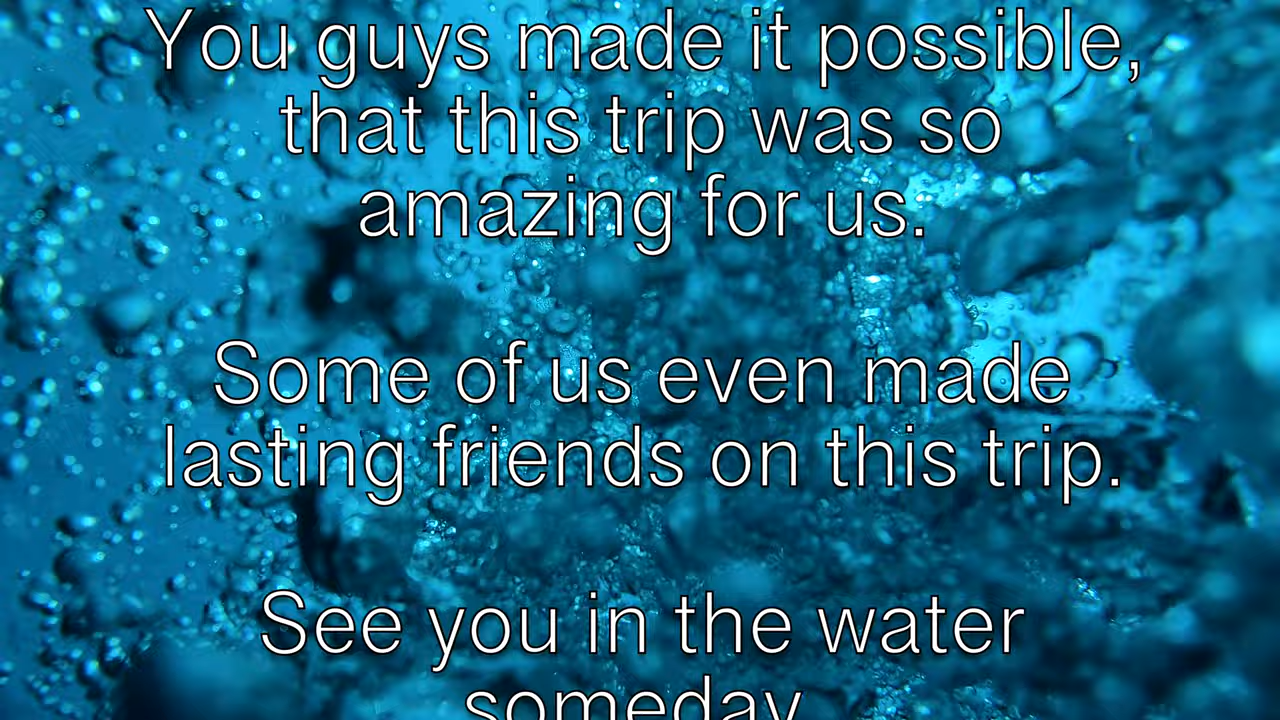 You guys made it possible,
that this trip was so
amazing for us.
Some of us even made
lasting friends on this trip.
See you in the water
someday